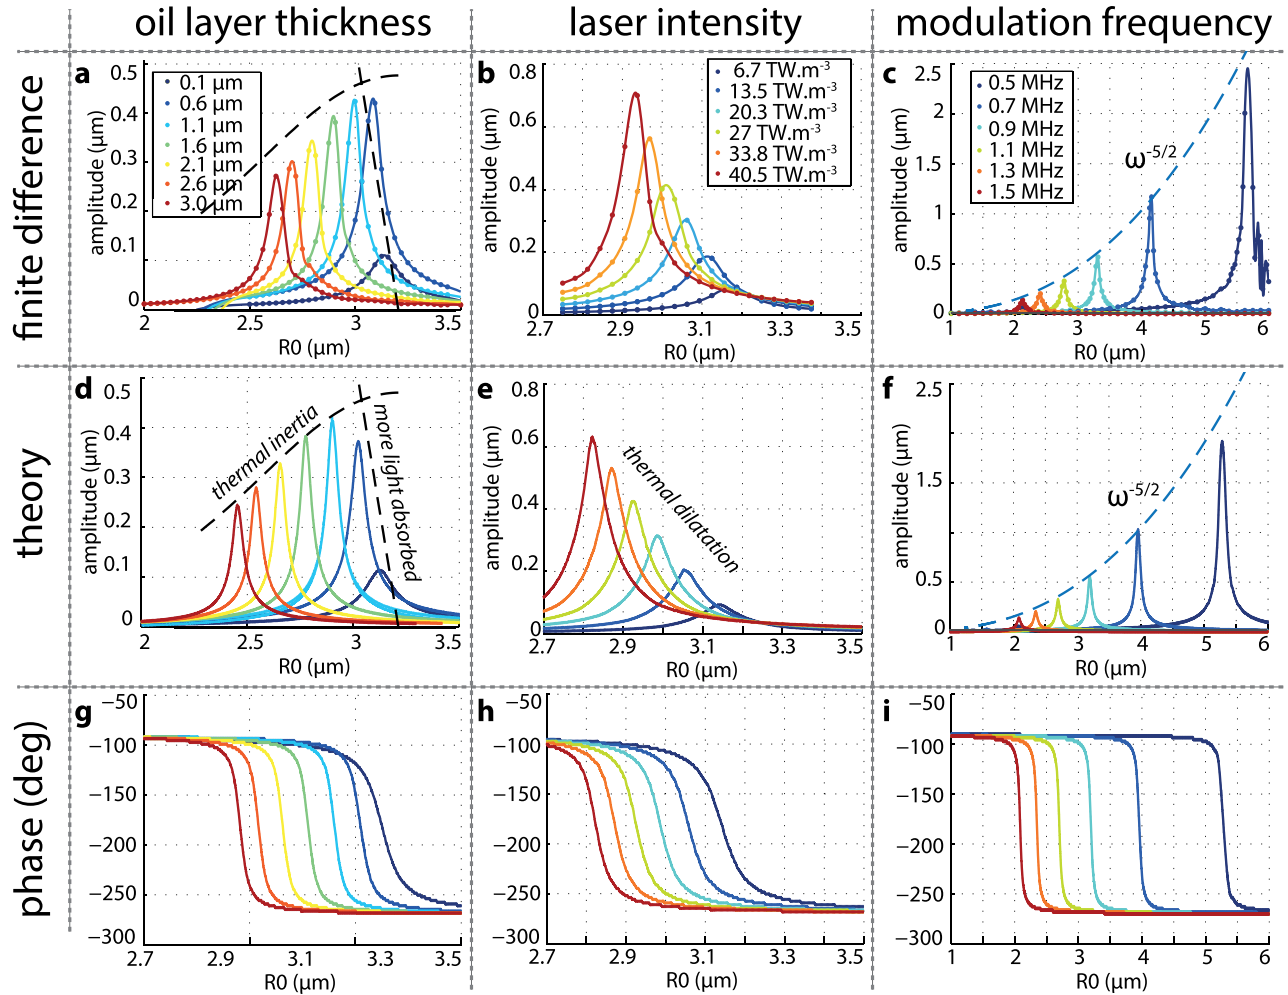 oil layer thickness
laser intensity
modulation frequency
finite difference
theory
phase (deg)
a
0.5
0.4
0.3
0.2
0.1
0
amplitude (µm)
0.1 µm
0.6 µm
1.1 µm
1.6 µm
2.1 µm
2.6 µm
3.0 µm
2
2.5
3
3.5
R0 (µm)
b
0.8
0.6
0.4
0.2
0
amplitude (µm)
6.7 TW.m-3
13.5 TW.m-3
20.3 TW.m-3
27 TW.m-3
33.8 TW.m-3
40.5 TW.m-3
2.7
2.9
3.1
3.5
R0 (µm)
c
2.5
2
1.5
1
0.5
0
amplitude (µm)
0.5 MHz
0.7 MHz
0.9 MHz
1.1 MHz
1.3 MHz
1.5 MHz
ω-5/2
1
2
3
4
5
6
R0 (µm)
d
0.5
0.4
0.3
0.2
0.1
0
amplitude (µm)
thermal inertia
more light absorbed
2
2.5
3
3.5
R0 (µm)
e
0.8
0.6
0.4
0.2
0
amplitude (µm)
thermal dilatation
2.7
2.9
3.1
3.3
3.5
R0 (µm)
f
2.5
2
1.5
1
0.5
0
amplitude (µm)
ω-5/2
1
2
3
4
5
6
R0 (µm)
g
−50
−100
−150
−200
−250
−300
2.7
2.9
3.1
3.3
3.5
R0 (µm)
h
−50
−100
−150
−200
−250
−300
2.7
2.9
3.1
3.3
3.5
R0 (µm)
i
−50
−100
−150
−200
−250
−300
1
2
3
4
5
6
R0 (µm)